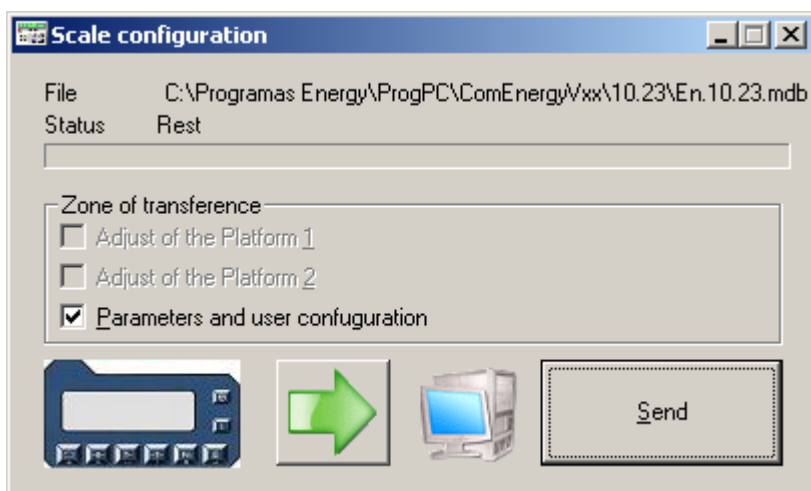 Scale configuration
File C:\Programas Energy\ProgPC\ComEnergyVxx\10.23\En.10.23.mdb
Status Rest
Zone of transference
Adjust of the Platform 1
Adjust of the Platform 2
Parameters and user confuguration
Send